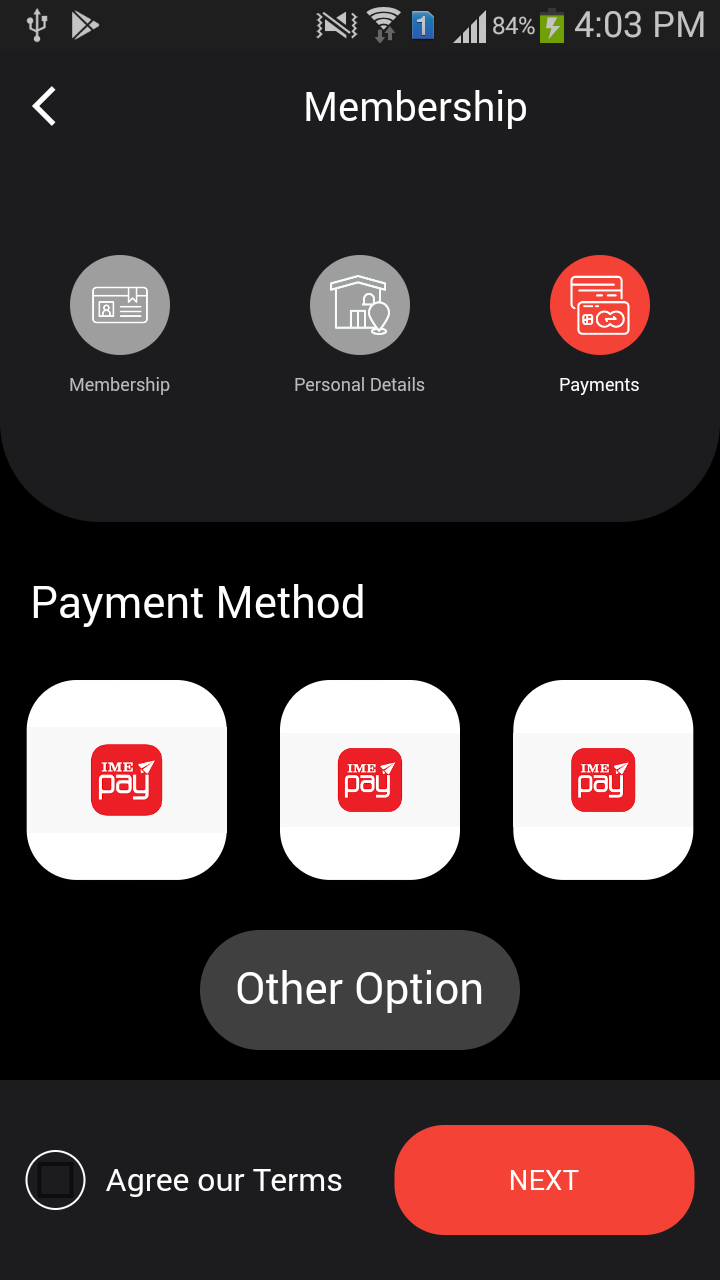 1 84% 4:03 PM
Membership
Membership Personal Details Payments
Payment Method
IME pay IME pay IME pay
Other Option
Agree our Terms NEXT